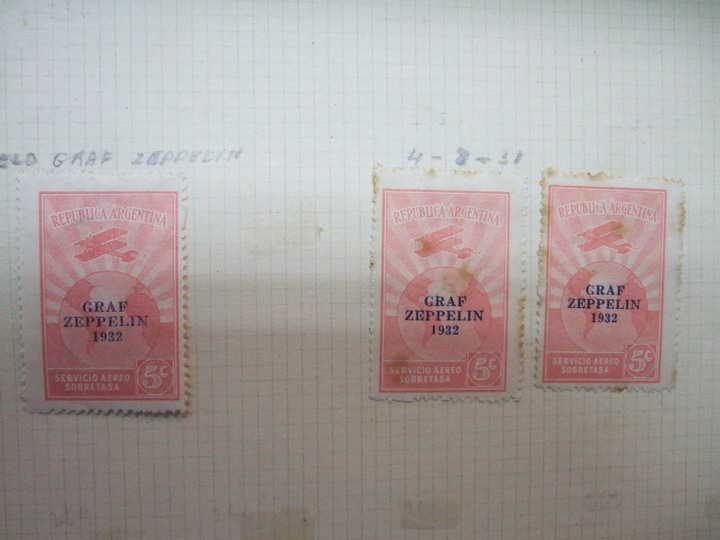 GRAF ZEPPELIN
4-8-31
REPUBLICA ARGENTINA
GRAF
ZEPPELIN
1932
SERVICIO AEREO
SOBRETASA
5c
REPUBLICA ARGENTINA
GRAF
ZEPPELIN
1932
SERVICIO AEREO
SOBRETASA
5c
REPUBLICA ARGENTINA
GRAF
ZEPPELIN
1932
SERVICIO AEREO
SOBRETASA
5c